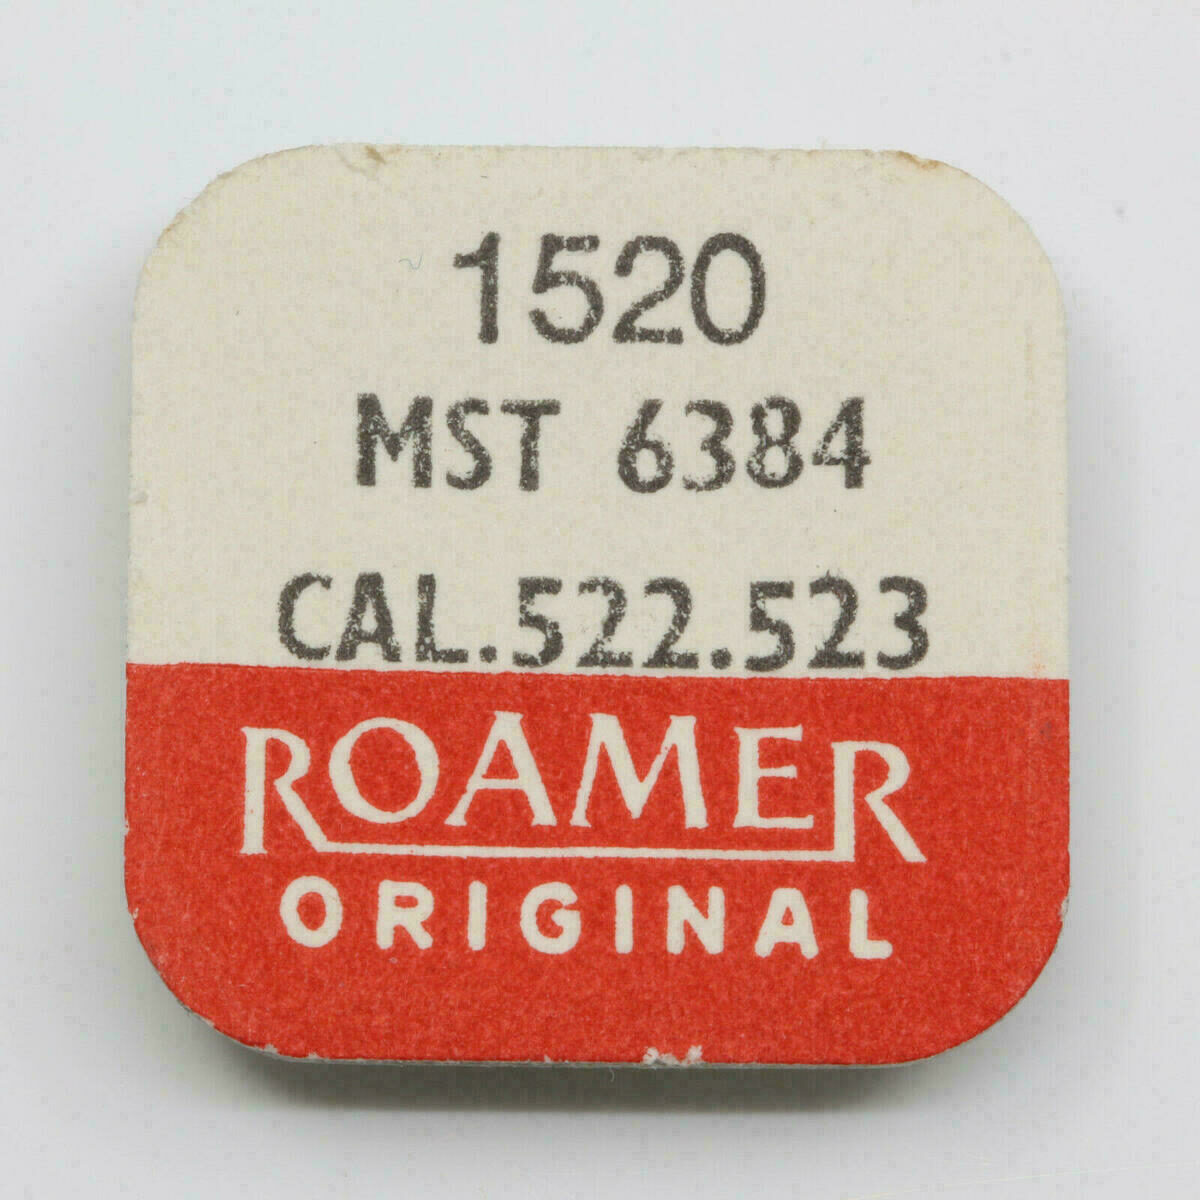 1520
MST 6384
CAL.522.523
ROAMER
ORIGINAL